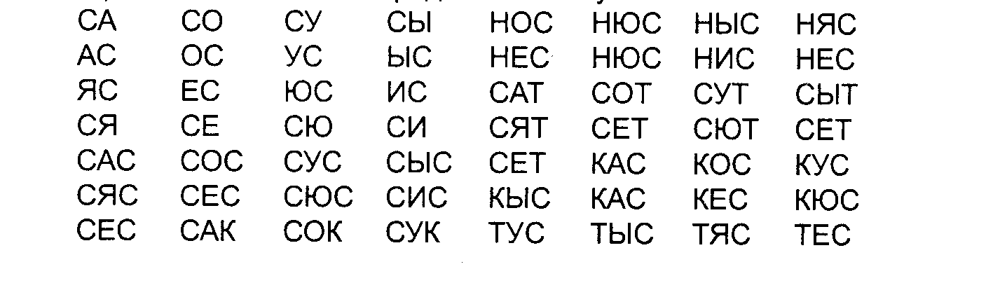 СА СО СУ СЫ НОС НЮС НЫС НЯС
АС ОС УС ЫС НЕС НЮС НИС НЕС
ЯС ЕС ЮС ИС САТ СОТ СУТ СЫТ
СЯ СЕ СЮ СИ СЯТ СЕТ СЮТ СЕТ
САС СОС СУС СЫС СЕТ КАС КОС КУС
СЯС СЕС СЮС СИС КЫС КАС КЕС КЮС
СЕС САК СОК СУК ТУС ТЫС ТЯС ТЕС